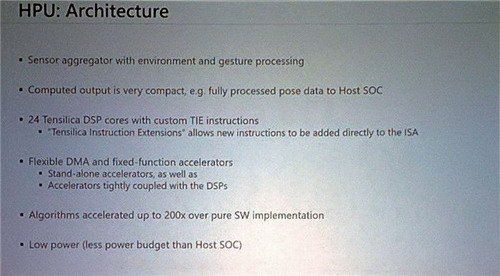 HPU: Architecture
▪ Sensor aggregator with environment and gesture processing
▪ Computed output is very compact, e.g. fully processed pose data to Host SOC
▪ 24 Tensilica DSP cores with custom TIE instructions
▪ "Tensilica Instruction Extensions" allows new instructions to be added directly to the ISA
▪ Flexible DMA and fixed-function accelerators
▪ Stand-alone accelerators, as well as
▪ Accelerators tightly coupled with the DSPs
▪ Algorithms accelerated up to 200x over pure SW implementation
▪ Low power (less power budget than Host SOC)